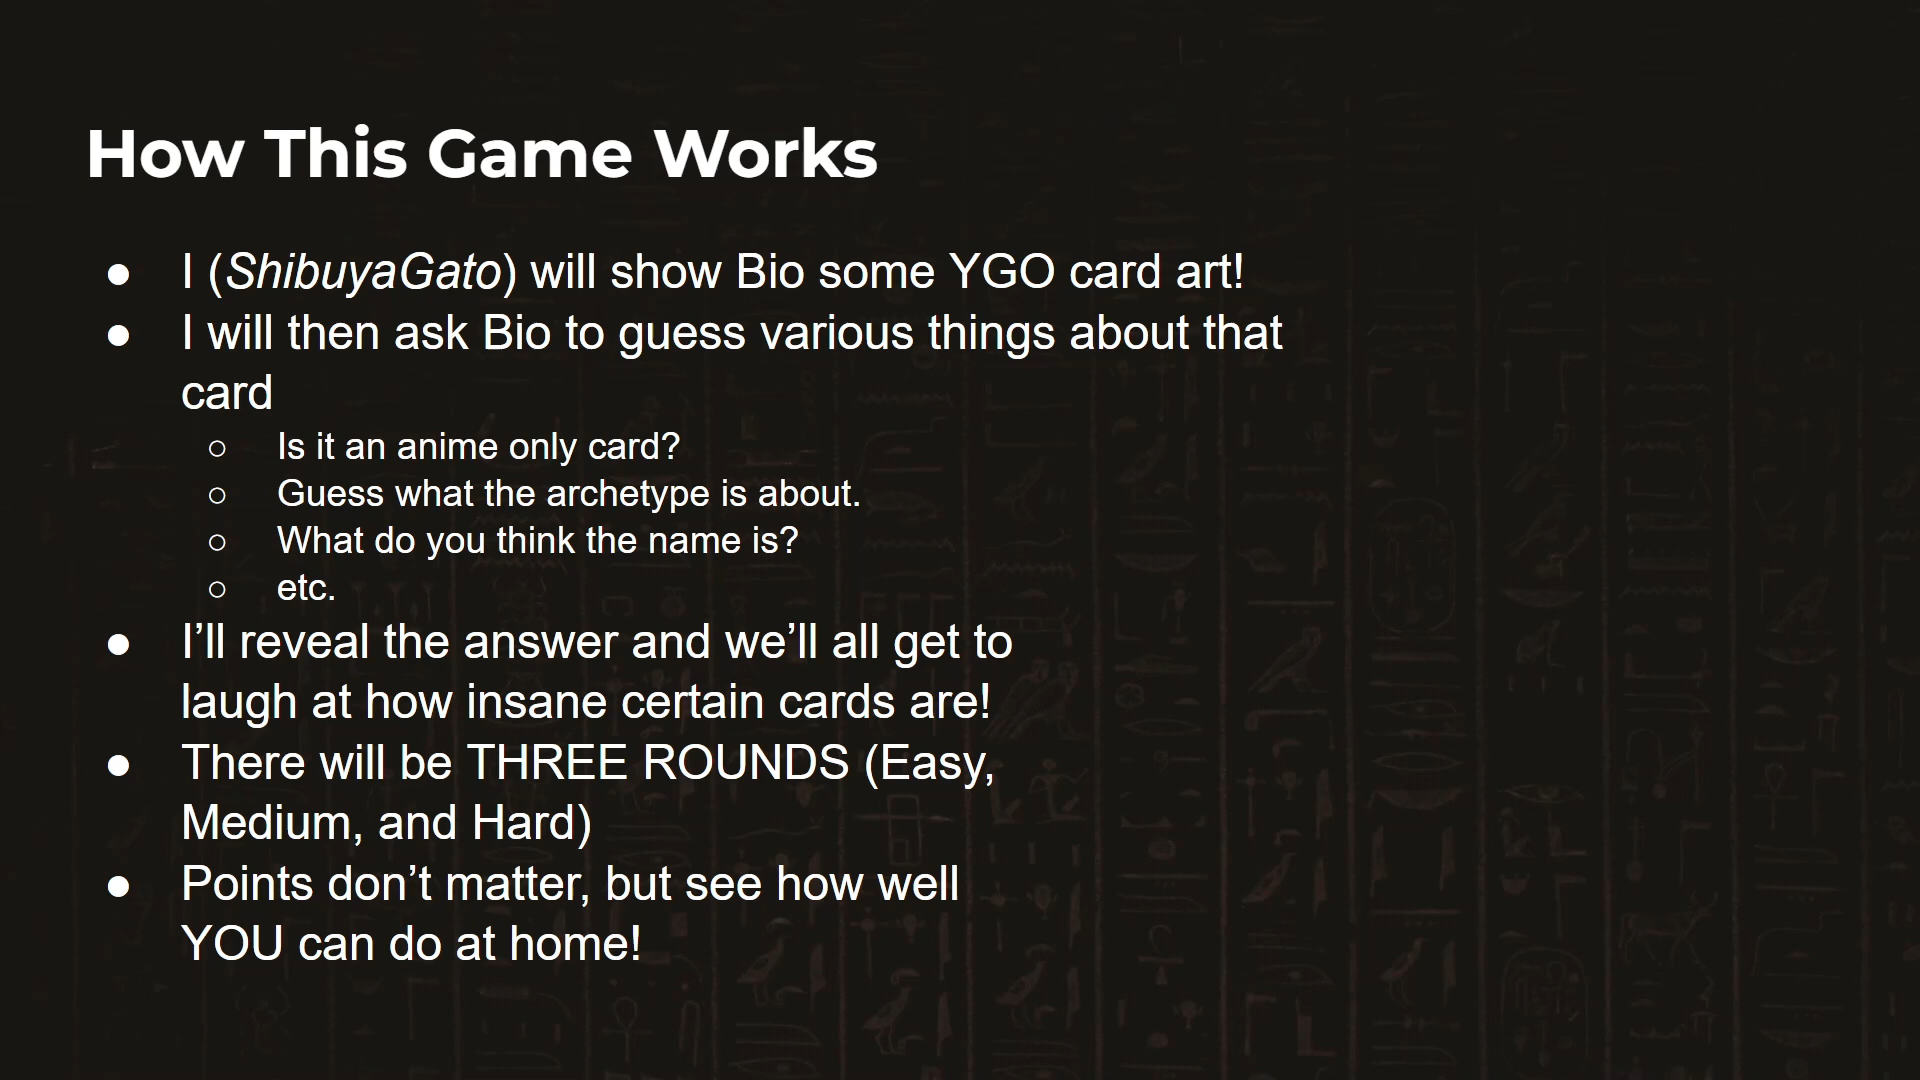 How This Game Works
● I (ShibuyaGato) will show Bio some YGO card art!
● I will then ask Bio to guess various things about that
card
○ Is it an anime only card?
○ Guess what the archetype is about.
○ What do you think the name is?
○ etc.
● I’ll reveal the answer and we’ll all get to
laugh at how insane certain cards are!
● There will be THREE ROUNDS (Easy,
Medium, and Hard)
● Points don’t matter, but see how well
YOU can do at home!